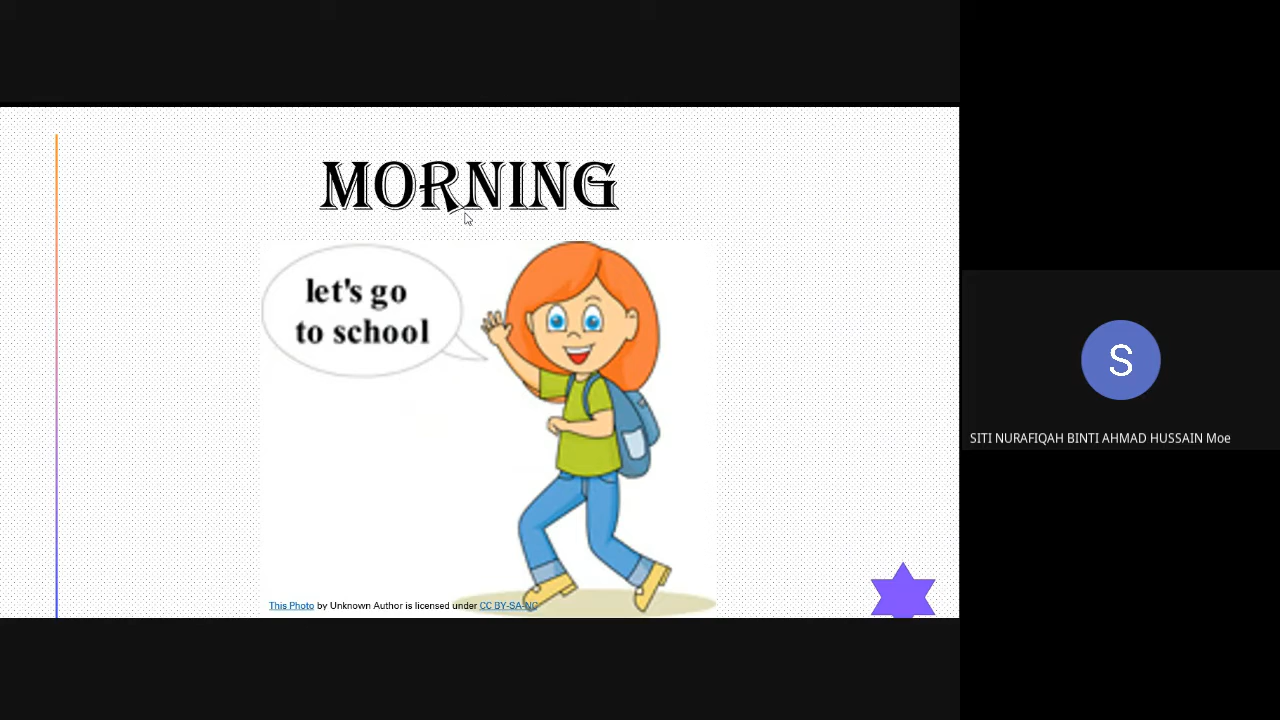 MORNING
let's go
to school
This Photo by Unknown Author is licensed under CC BY-SA-NC
S
SITI NURAFIQAH BINTI AHMAD HUSSAIN Moe